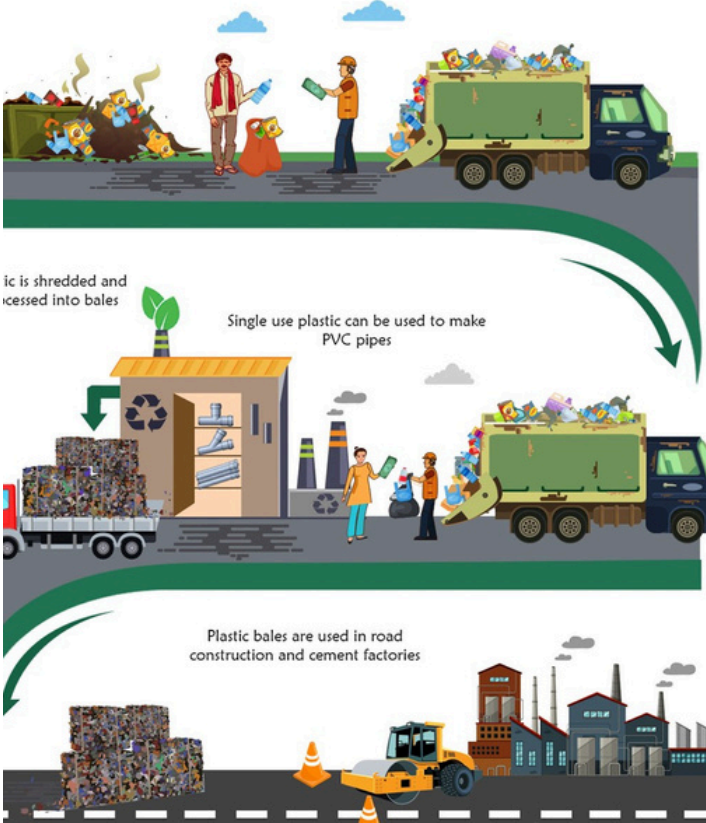 ic is shredded and
ocessed into bales
Single use plastic can be used to make
PVC pipes
Plastic bales are used in road
construction and cement factories